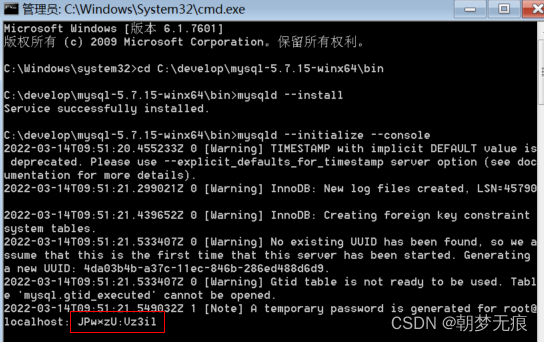 管理员: C:\Windows\System32\cmd.exe
Microsoft Windows [版本 6.1.7601]
版权所有 (c) 2009 Microsoft Corporation。保留所有权利。
C:\Windows\system32>cd C:\develop\mysql-5.7.15-winx64\bin
C:\develop\mysql-5.7.15-winx64\bin>mysqld --install
Service successfully installed.
C:\develop\mysql-5.7.15-winx64\bin>mysqld --initialize --console
2022-03-14T09:51:20.455233Z 0 [Warning] TIMESTAMP with implicit DEFAULT value is
 deprecated. Please use --explicit_defaults_for_timestamp server option (see doc
umentation for more details).
2022-03-14T09:51:21.299021Z 0 [Warning] InnoDB: New log files created, LSN=45790
2022-03-14T09:51:21.439652Z 0 [Warning] InnoDB: Creating foreign key constraint
system tables.
2022-03-14T09:51:21.533407Z 0 [Warning] No existing UUID has been found, so we a
ssume that this is the first time that this server has been started. Generating
a new UUID: 4da03b4b-a37c-11ec-846b-286ed488d6d9.
2022-03-14T09:51:21.533407Z 0 [Warning] Gtid table is not ready to be used. Tabl
e 'mysql.gtid_executed' cannot be opened.
2022-03-14T09:51:21.549032Z 1 [Note] A temporary password is generated for root@
localhost: JPw×zU:Uz3il
CSDN @朝梦无痕